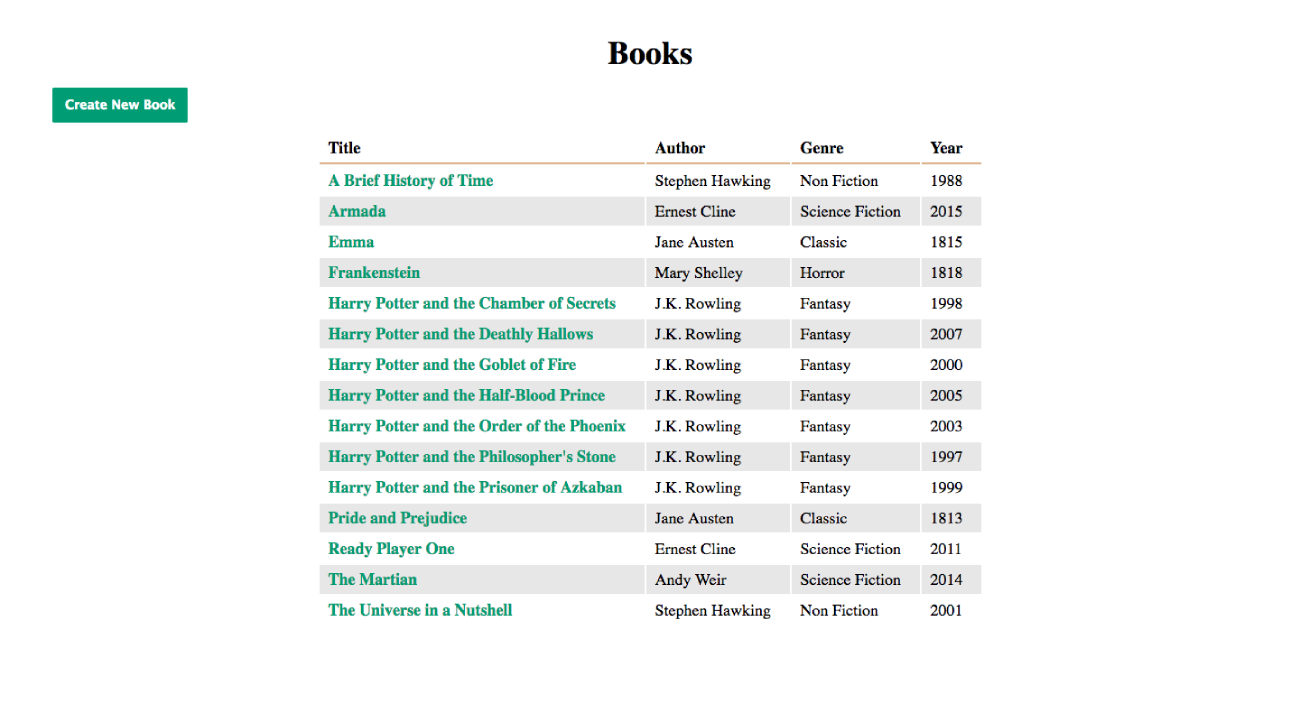 Books
Create New Book
Title Author Genre Year
A Brief History of Time Stephen Hawking Non Fiction 1988
Armada Ernest Cline Science Fiction 2015
Emma Jane Austen Classic 1815
Frankenstein Mary Shelley Horror 1818
Harry Potter and the Chamber of Secrets J.K. Rowling Fantasy 1998
Harry Potter and the Deathly Hallows J.K. Rowling Fantasy 2007
Harry Potter and the Goblet of Fire J.K. Rowling Fantasy 2000
Harry Potter and the Half-Blood Prince J.K. Rowling Fantasy 2005
Harry Potter and the Order of the Phoenix J.K. Rowling Fantasy 2003
Harry Potter and the Philosopher's Stone J.K. Rowling Fantasy 1997
Harry Potter and the Prisoner of Azkaban J.K. Rowling Fantasy 1999
Pride and Prejudice Jane Austen Classic 1813
Ready Player One Ernest Cline Science Fiction 2011
The Martian Andy Weir Science Fiction 2014
The Universe in a Nutshell Stephen Hawking Non Fiction 2001